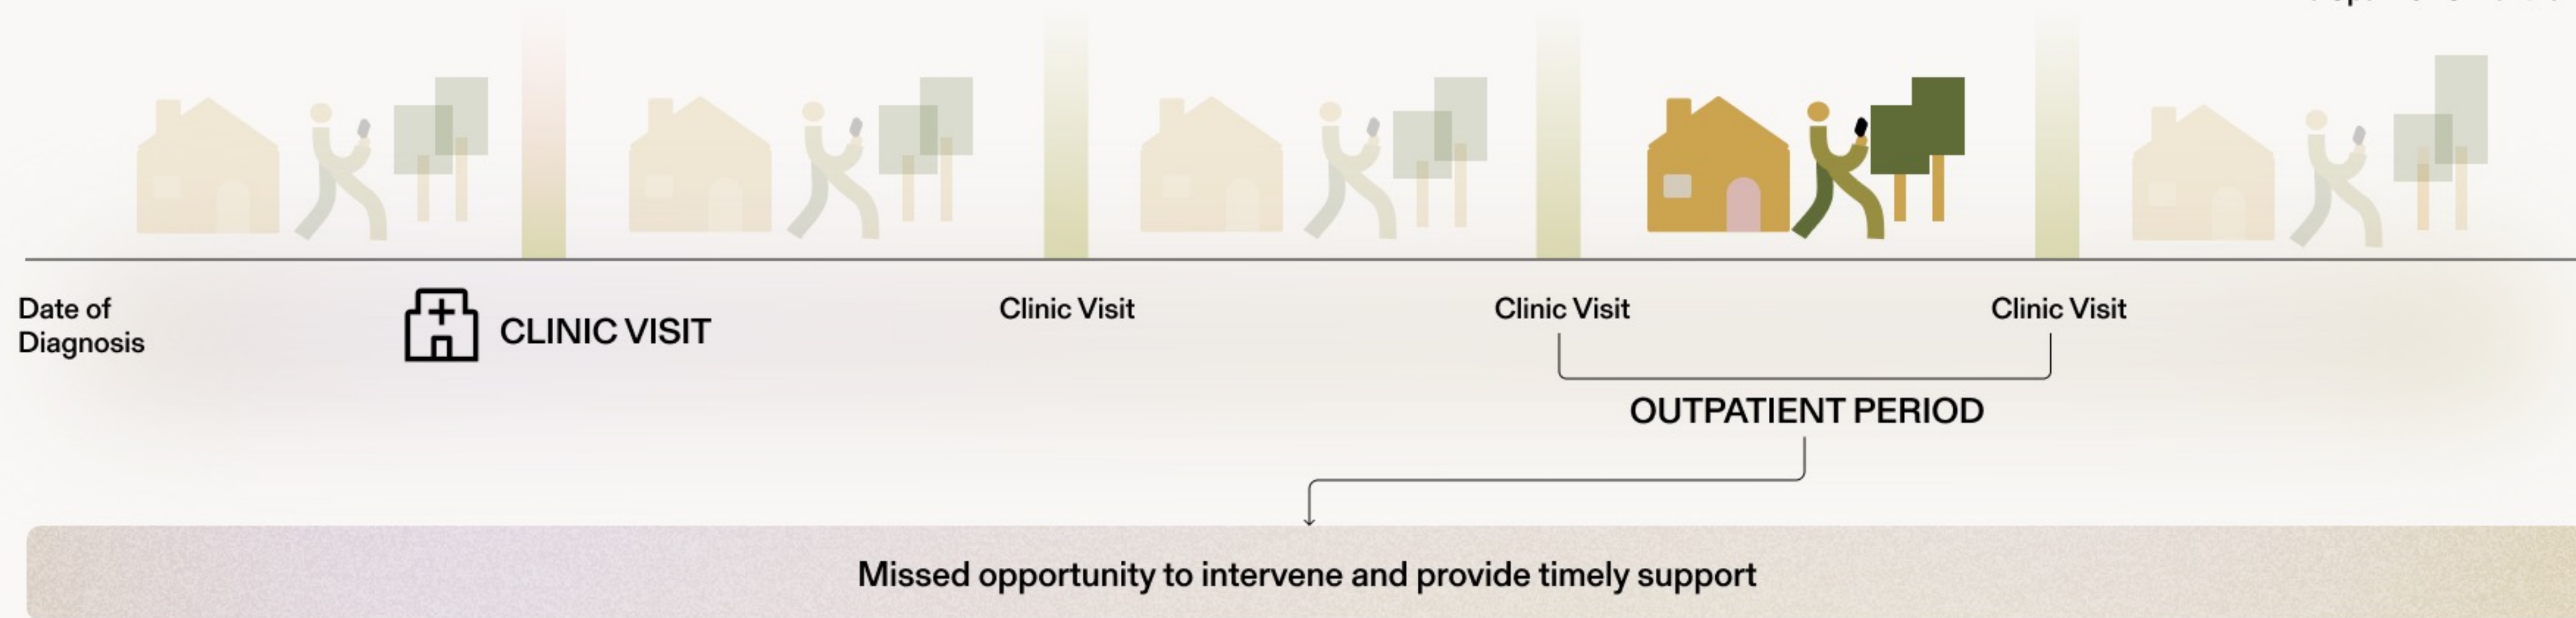 Date of
Diagnosis
CLINIC VISIT
Clinic Visit
Clinic Visit
Clinic Visit
OUTPATIENT PERIOD
Missed opportunity to intervene and provide timely support